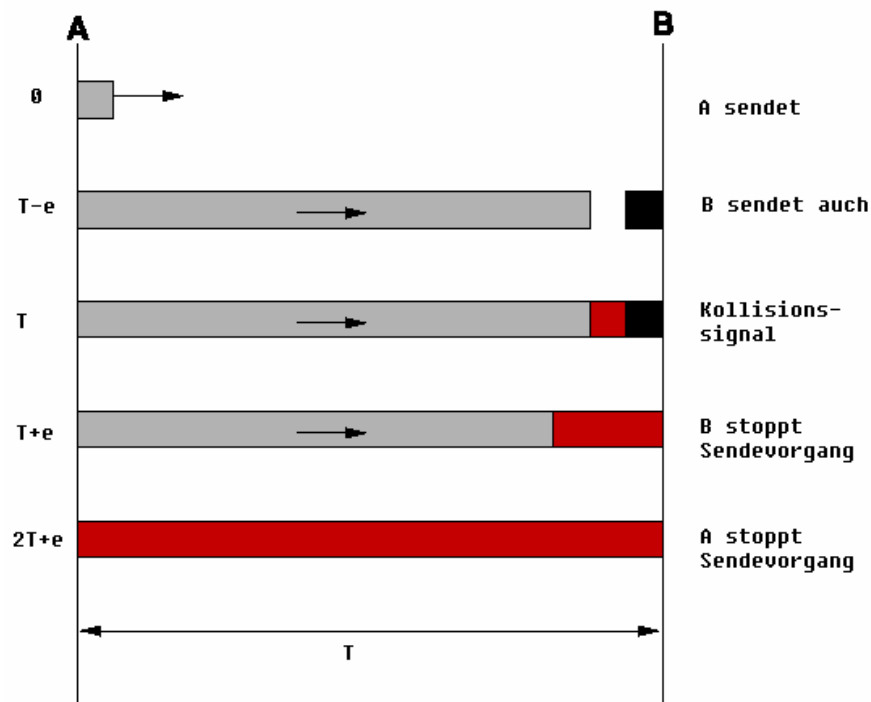 A B
0 A sendet
T-e B sendet auch
T Kollisions-
signal
T+e B stoppt
Sendevorgang
2T+e A stoppt
Sendevorgang
T